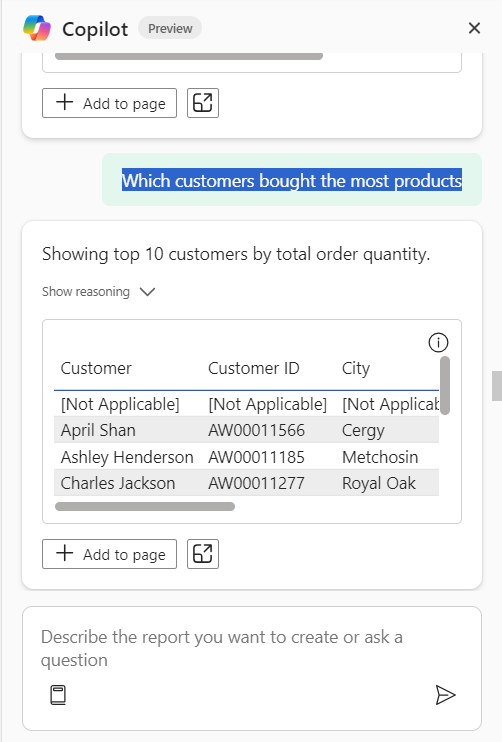 Copilot Preview
Add to page
Which customers bought the most products
Showing top 10 customers by total order quantity.
Show reasoning
Customer Customer ID City
[Not Applicable] [Not Applicable] [Not Applicab
April Shan AW00011566 Cergy
Ashley Henderson AW00011185 Metchosin
Charles Jackson AW00011277 Royal Oak
Add to page
Describe the report you want to create or ask a
question